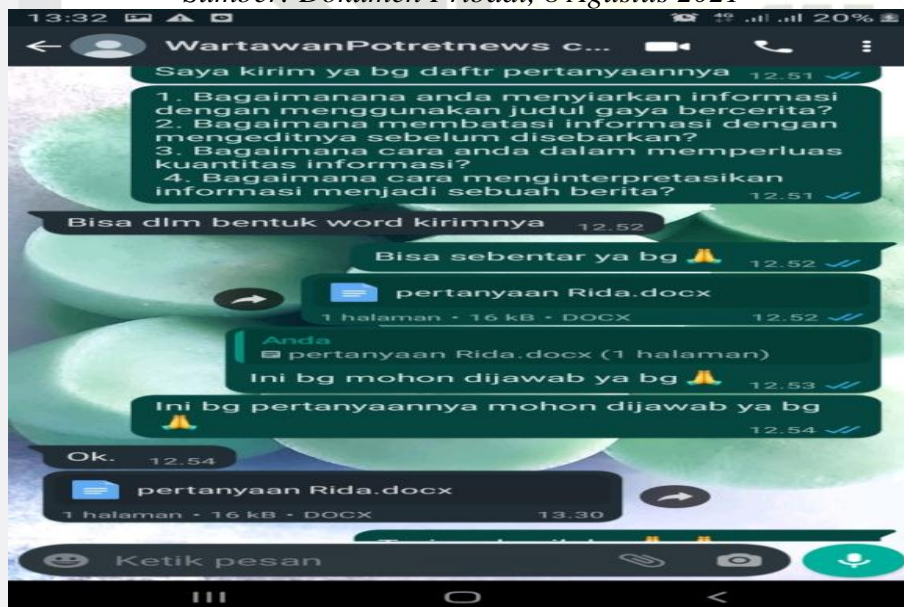 Sumber: Dokumen Pribadi, 6 Agustus 2021
13:32 20%
WartawanPotretnews c...
Saya kirim ya bg daftr pertanyaannya 12.51
1. Bagaimanana anda menyiarkan informasi
dengan menggunakan judul gaya bercerita?
2. Bagaimana membatasi informasi dengan
mengeditnya sebelum disebarkan?
3. Bagaimana cara anda dalam memperluas
kuantitas informasi?
4. Bagaimana cara menginterpretasikan
informasi menjadi sebuah berita? 12.51
Bisa dlm bentuk word kirimnya 12.52
Bisa sebentar ya bg 🙏 12.52
pertanyaan Rida.docx
1 halaman • 16 kB • DOCX 12.52
Anda
pertanyaan Rida.docx (1 halaman)
Ini bg mohon dijawab ya bg 🙏 12.53
Ini bg pertanyaannya mohon dijawab ya bg
🙏 12.54
Ok. 12.54
pertanyaan Rida.docx
1 halaman • 16 kB • DOCX 13.30
Ketik pesan